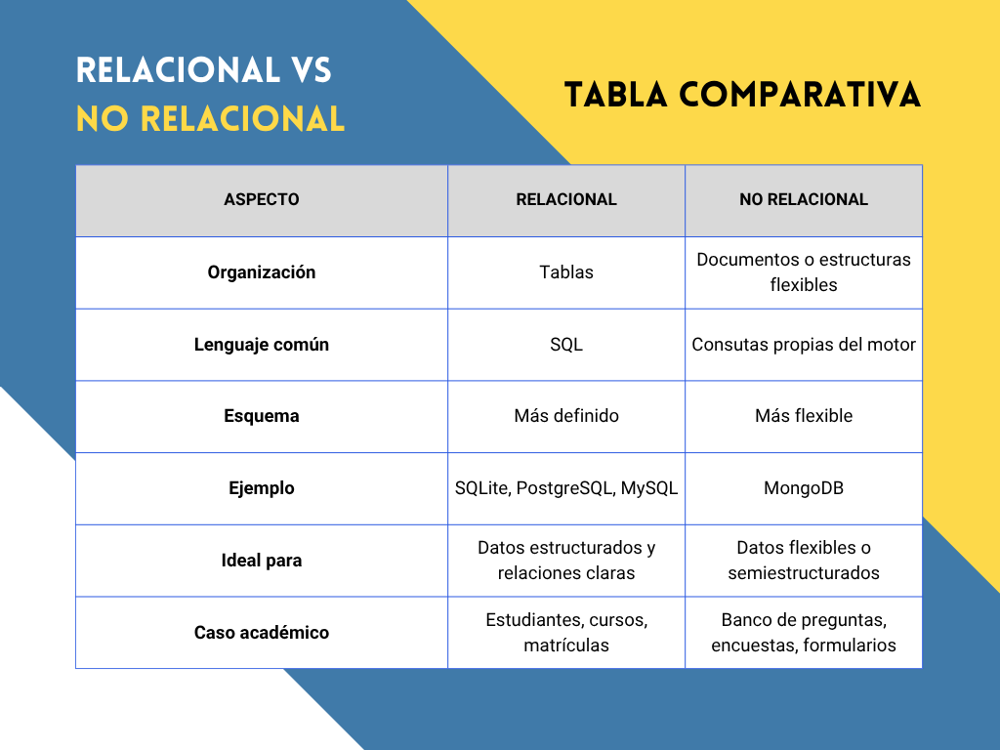 RELACIONAL VS
NO RELACIONAL
TABLA COMPARATIVA
ASPECTO
RELACIONAL
NO RELACIONAL
Organización
Tablas
Documentos o estructuras
flexibles
Lenguaje común
SQL
Consutas propias del motor
Esquema
Más definido
Más flexible
Ejemplo
SQLite, PostgreSQL, MySQL
MongoDB
Ideal para
Datos estructurados y
relaciones claras
Datos flexibles o
semiestructurados
Caso académico
Estudiantes, cursos,
matrículas
Banco de preguntas,
encuestas, formularios